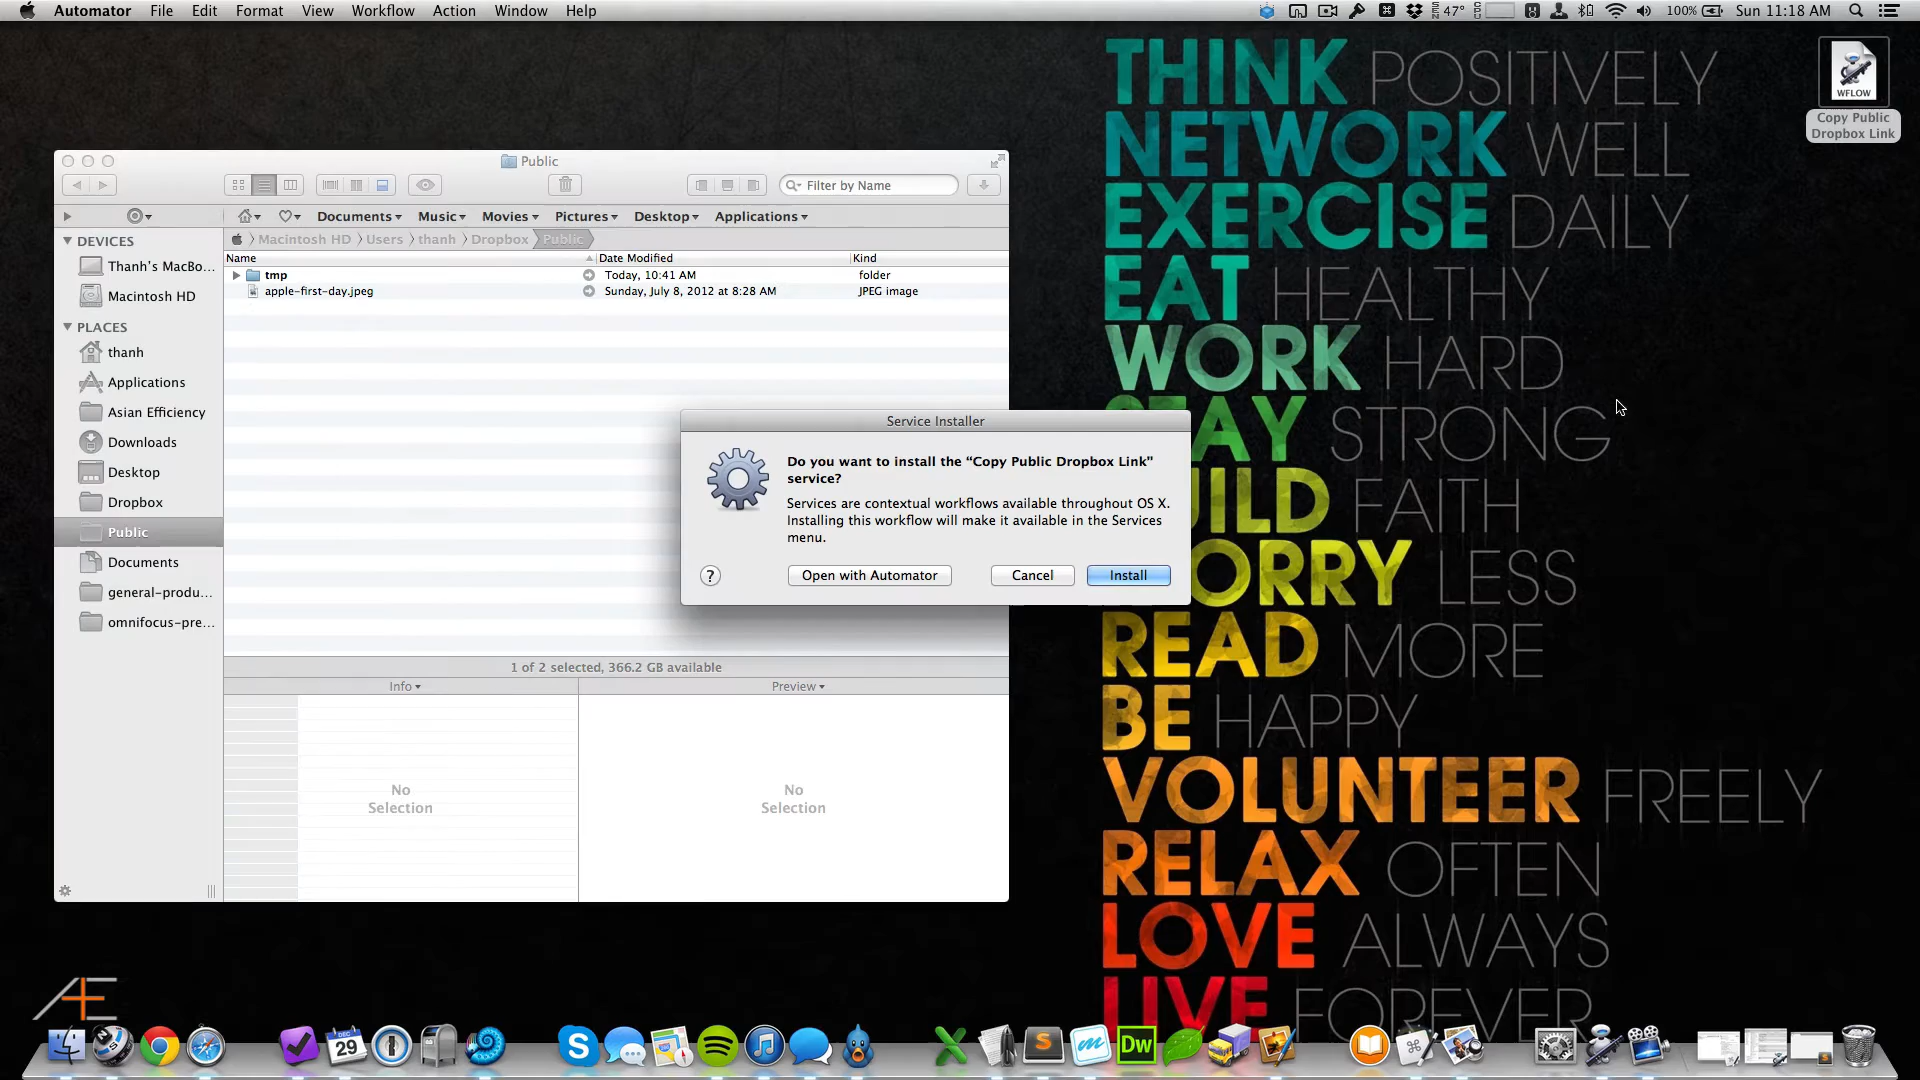 Automator File Edit Format View Workflow Action Window Help
47° 100% Sun 11:18 AM
WFLOW
Copy Public
Dropbox Link
THINK POSITIVELY
NETWORK WELL
EXERCISE DAILY
EAT HEALTHY
WORK HARD
STAY STRONG
UILD FAITH
ORRY LESS
READ MORE
BE HAPPY
VOLUNTEER FREELY
RELAX OFTEN
LOVE ALWAYS
LIVE FOREVER
Public
Filter by Name
Documents Music Movies Pictures Desktop Applications
Macintosh HD Users thanh Dropbox Public
DEVICES
Thanh's MacBo...
Macintosh HD
PLACES
thanh
Applications
Asian Efficiency
Downloads
Desktop
Dropbox
Public
Documents
general-produ...
omnifocus-pre...
Name Date Modified Kind
tmp Today, 10:41 AM folder
apple-first-day.jpeg Sunday, July 8, 2012 at 8:28 AM JPEG image
1 of 2 selected, 366.2 GB available
Info Preview
No
Selection
No
Selection
Service Installer
Do you want to install the “Copy Public Dropbox Link”
service?
Services are contextual workflows available throughout OS X.
Installing this workflow will make it available in the Services
menu.
? Open with Automator Cancel Install
AE
DEC
29
S
Dw